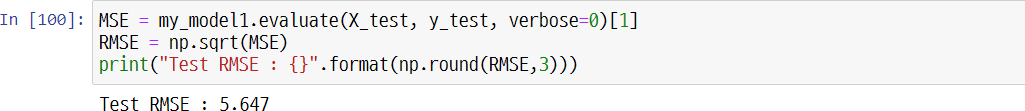 In [100]: MSE = my_model1.evaluate(X_test, y_test, verbose=0)[1]
RMSE = np.sqrt(MSE)
print("Test RMSE : {}".format(np.round(RMSE,3)))
Test RMSE : 5.647